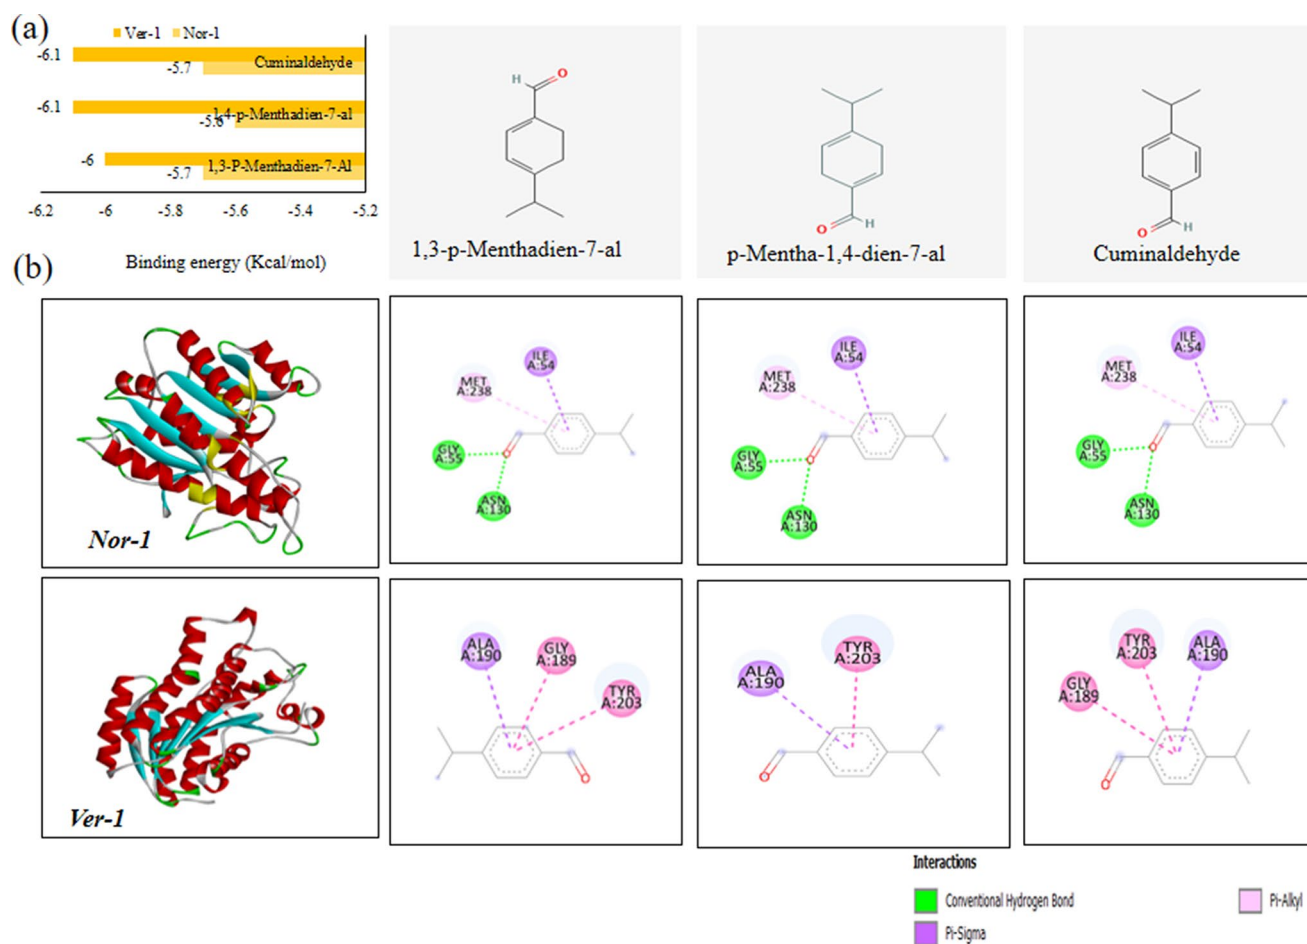 (a)
Ver-1 Nor-1
-6.1
Cuminaldehyde
-5.7
-6.1
1,4-p-Menthadien-7-al
-5.6
-6
1,3-P-Menthadien-7-Al
-5.7
-6.2 -6 -5.8 -5.6 -5.4 -5.2
Binding energy (Kcal/mol)
H O
1,3-p-Menthadien-7-al
O H
p-Mentha-1,4-dien-7-al
O H
Cuminaldehyde
(b)
Nor-1
ILE
A:54
MET
A:238
GLY
A:55
O
ASN
A:130
ILE
A:54
MET
A:238
GLY
A:55
O
ASN
A:130
ILE
A:54
MET
A:238
GLY
A:55
O
ASN
A:130
Ver-1
ALA
A:190
GLY
A:189
TYR
A:203
O
TYR
A:203
ALA
A:190
O
TYR
A:203
ALA
A:190
GLY
A:189
O
Interactions
Conventional Hydrogen Bond
Pi-Alkyl
Pi-Sigma